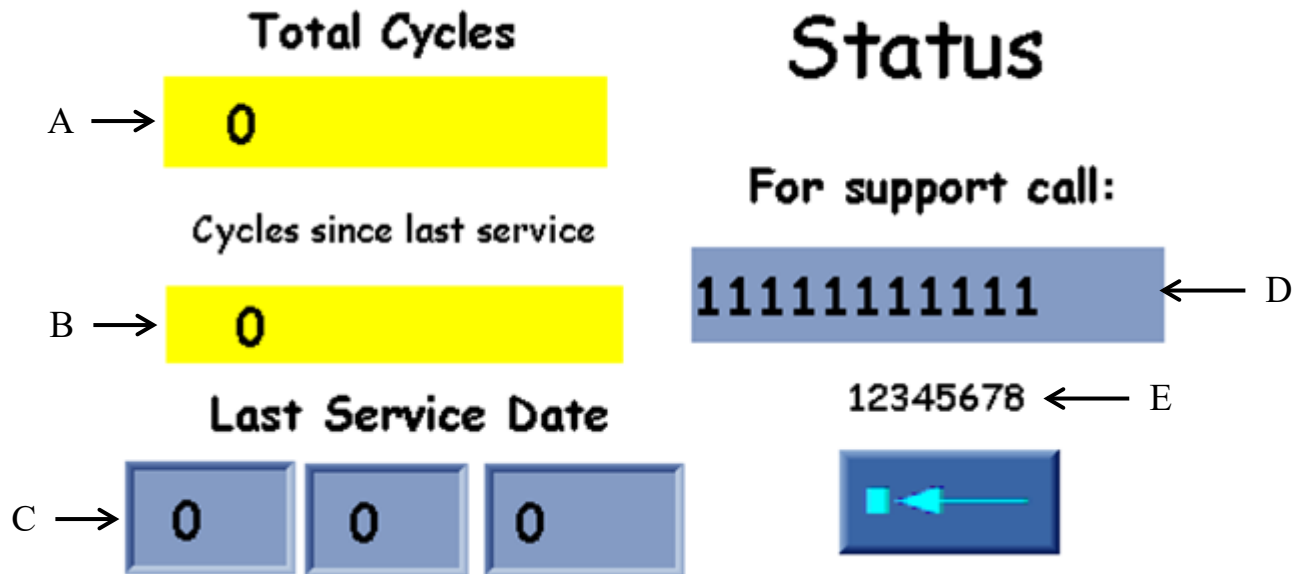 Total Cycles
A
0
Cycles since last service
B
0
Last Service Date
C
0 0 0
Status
For support call:
11111111111
D
12345678
E